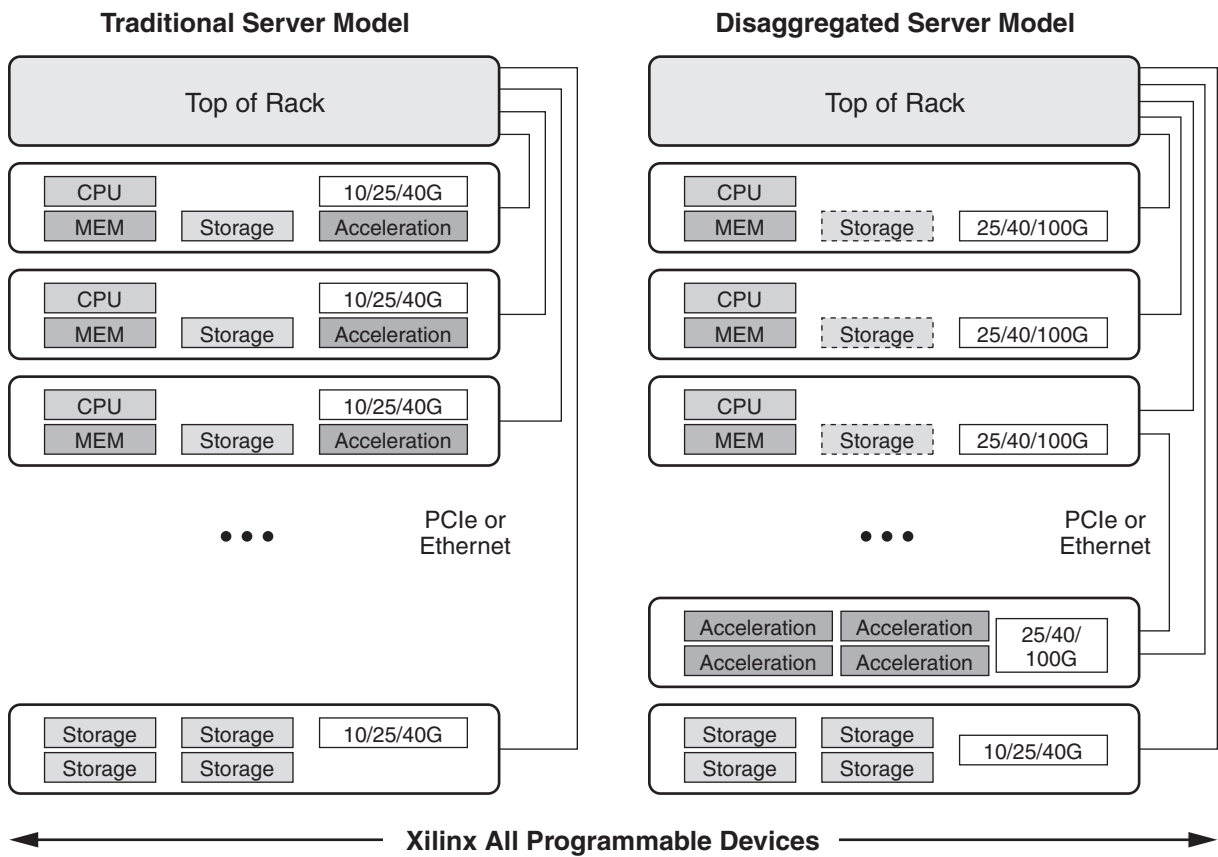 Traditional Server Model
Top of Rack
CPU
MEM
Storage
10/25/40G
Acceleration
CPU
MEM
Storage
10/25/40G
Acceleration
CPU
MEM
Storage
10/25/40G
Acceleration
PCIe or
Ethernet
Storage
Storage
10/25/40G
Storage
Storage
Disaggregated Server Model
Top of Rack
CPU
MEM
Storage
25/40/100G
CPU
MEM
Storage
25/40/100G
CPU
MEM
Storage
25/40/100G
PCIe or
Ethernet
Acceleration
Acceleration
Acceleration
Acceleration
25/40/
100G
Storage
Storage
Storage
Storage
10/25/40G
Xilinx All Programmable Devices